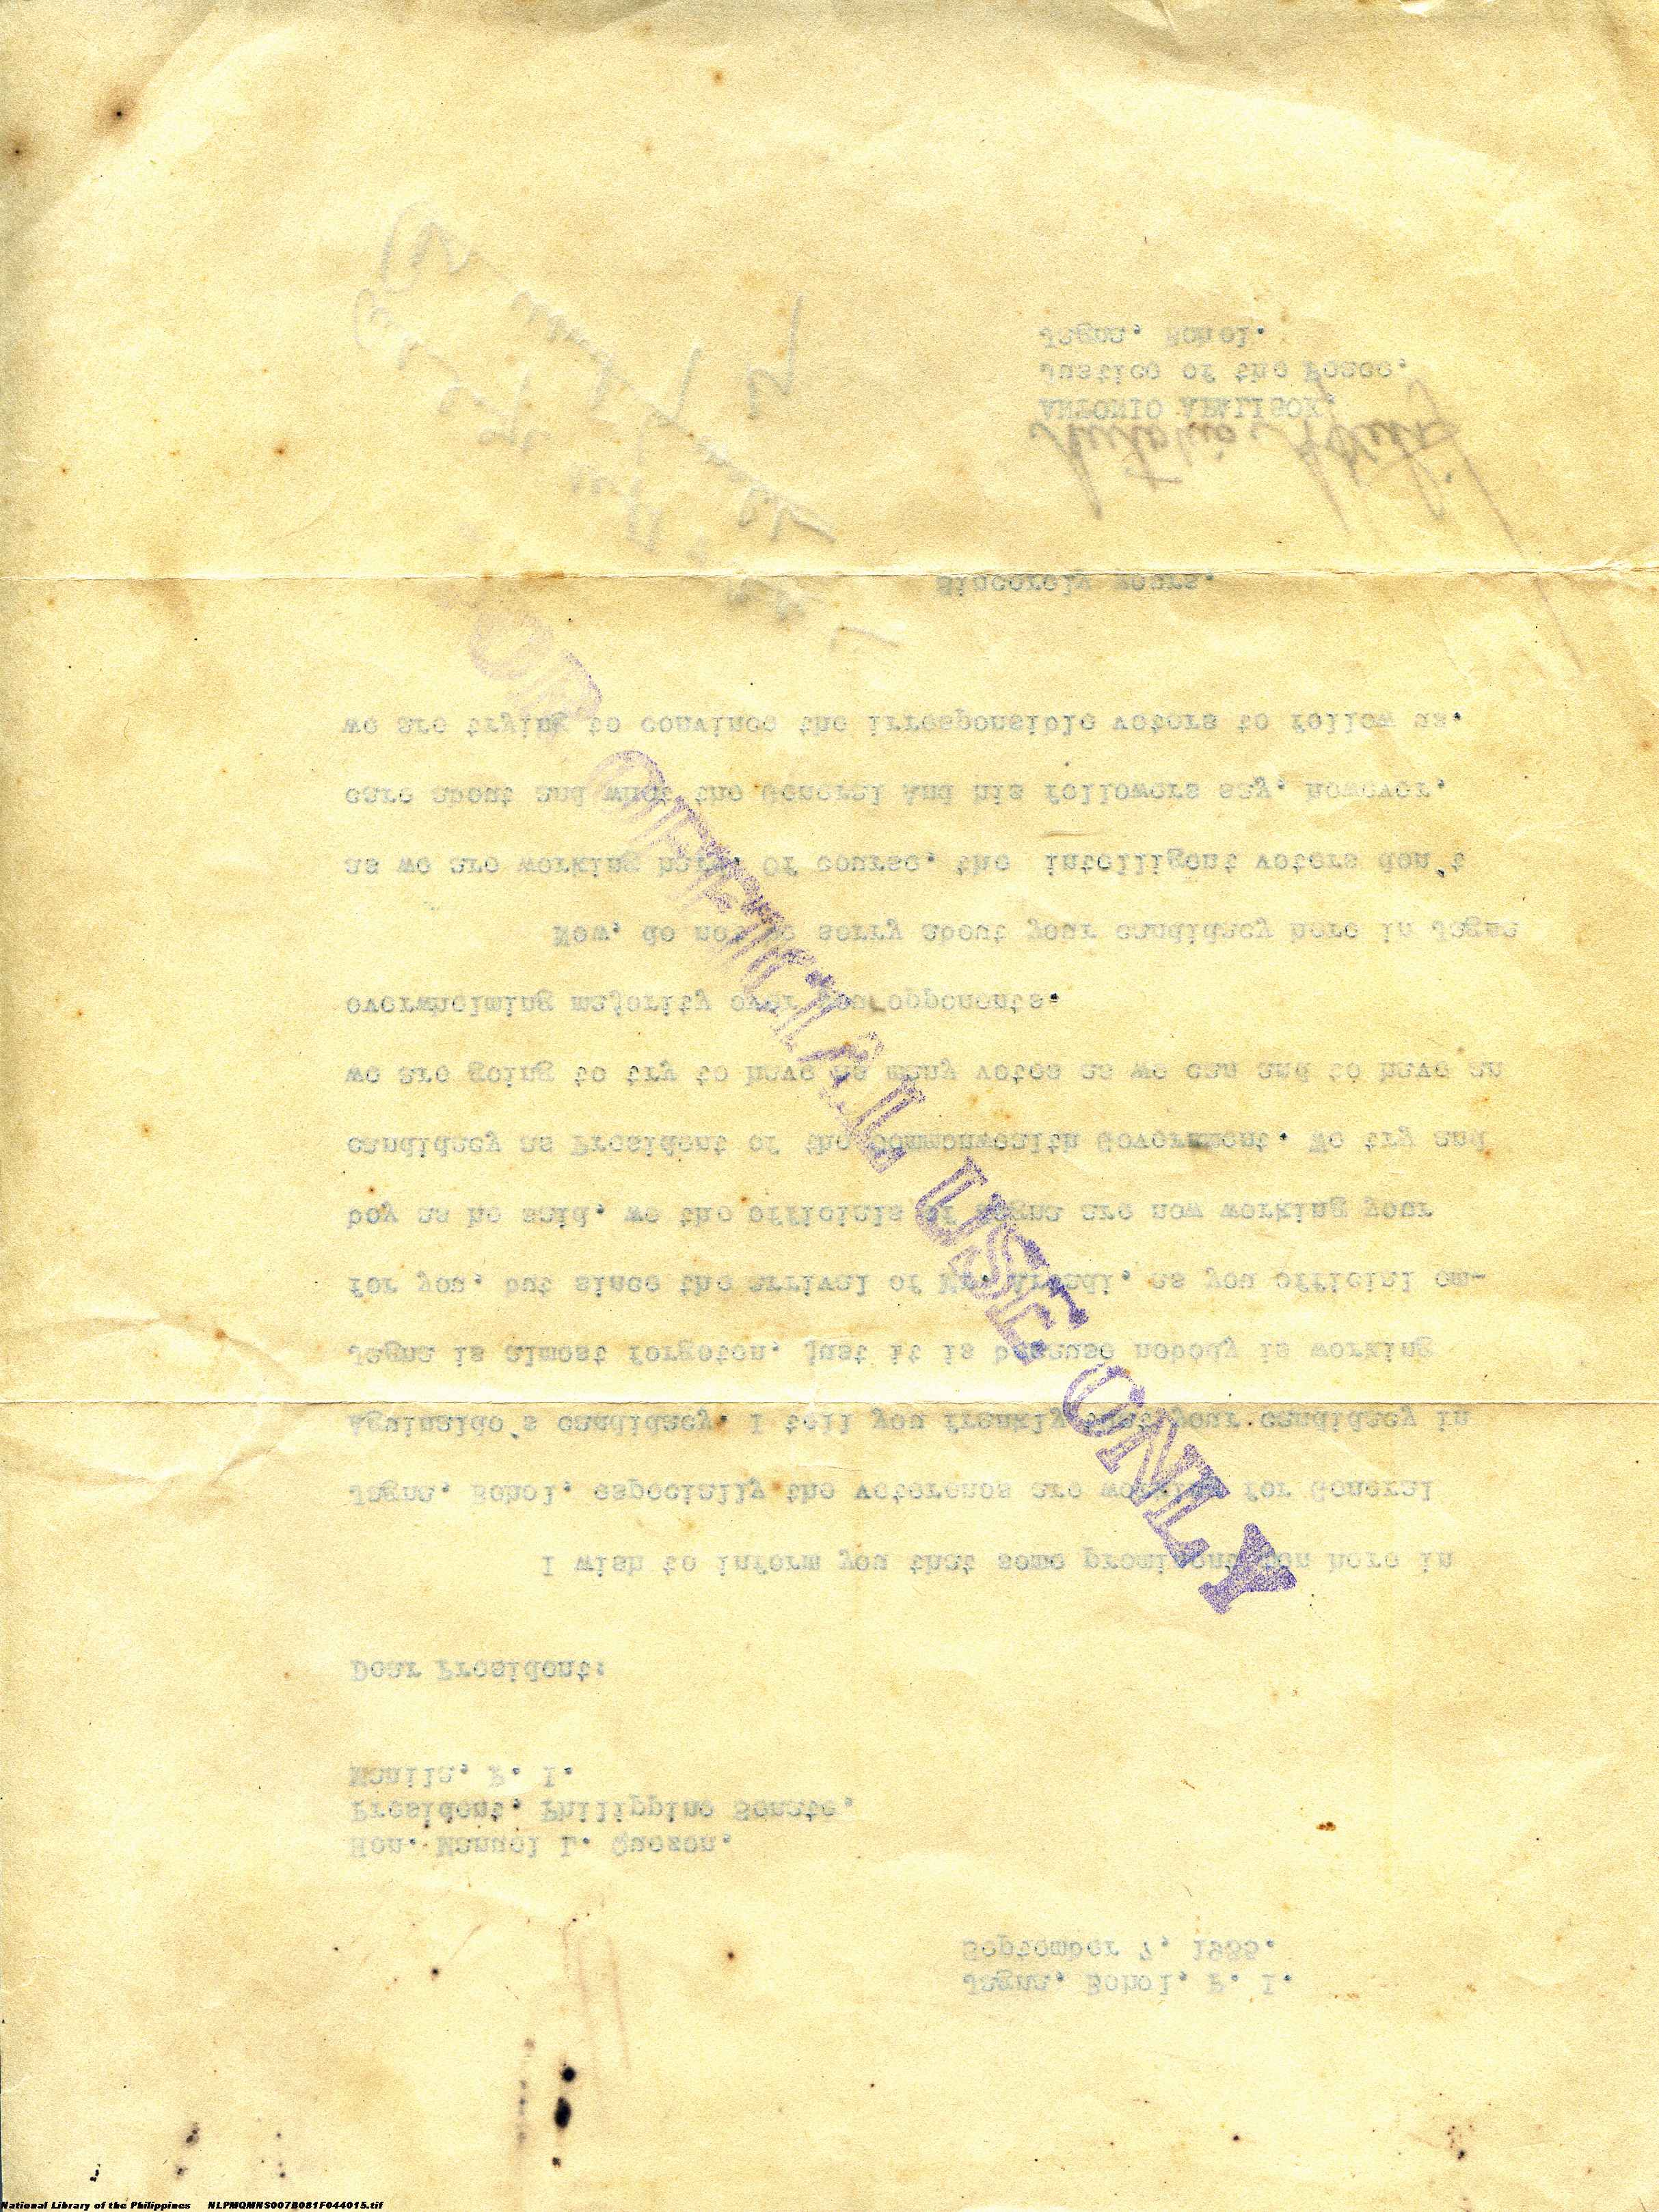 Jagna, Bohol, P. I.
September 7, 1935.
Hon. Manuel L. Quezon,
President, Philippine Senate,
Manila, P. I.
Dear President:
I wish to inform you that some prominent men here in
Jagna, Bohol, especially the veterenos are working for General
Aguinaldo's candidacy. I tell you frankly that your candidacy in
Jagna is almost forgoten, just it is because nobody is working
for you, but since the arrival of Mr. as you official om-
boy as he said, we the officials of Jagna are now working your
candidacy as President of the Commonwealth Government. We try and
we are going to try to have as many votes as we can and to have an
overwhelming majority over opponents.
Now, do not be sorry about your candidacy here in Jagna
as we are working hard. Of course, the intelligent voters don't
care about and what the General And his followers say, however,
we are trying to convince the irresponsible voters to follow us.
Sincerely yours,
Antonio
ANTONIO
Justice of the Peace,
Jagna, Bohol.
FOR OFFICIAL USE ONLY
National Library of the Philippines NLPMQMNS007B081F044015.tif